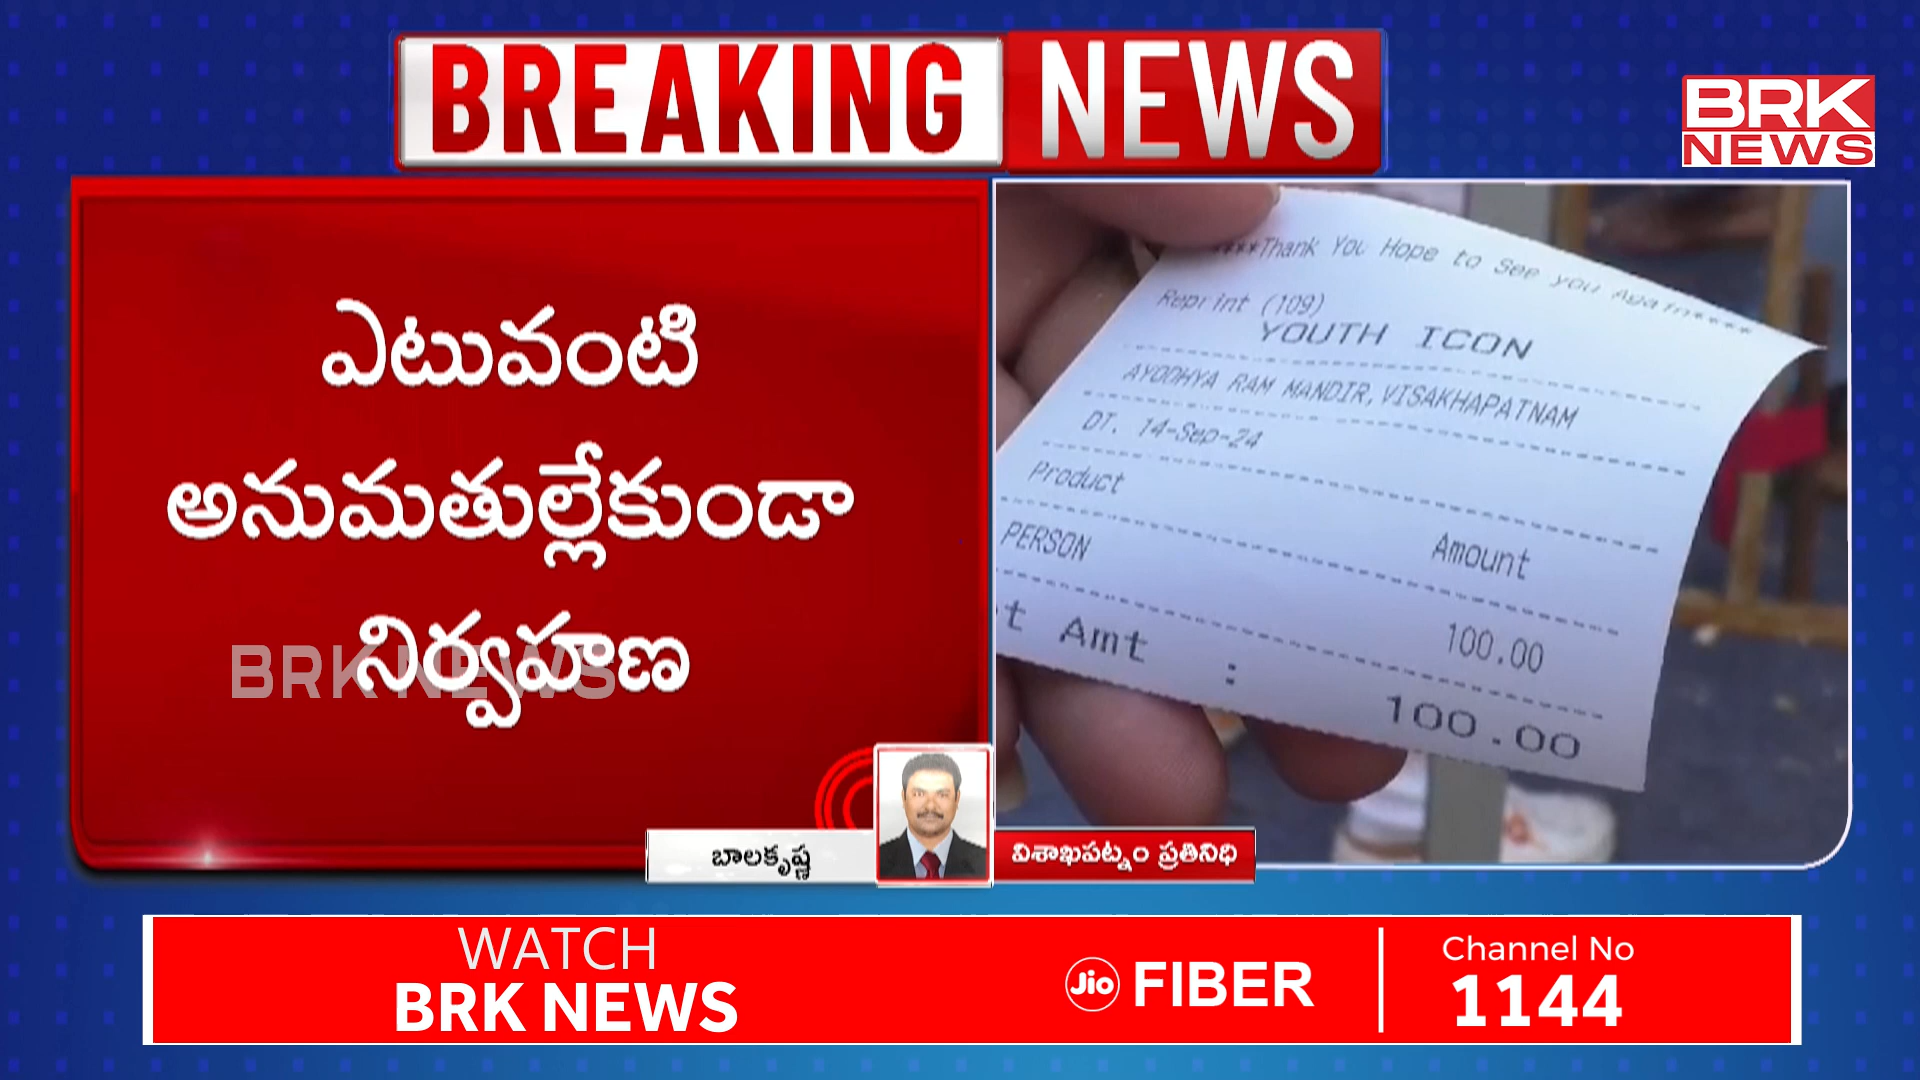 BREAKING NEWS
BRK
NEWS
ఎటువంటి
అనుమతుల్లేకుండా
నిర్వహణ
BRK NEWS
****Thank You Hope to See you Again****
Reprint (109)
YOUTH ICON
AYODHYA RAM MANDIR,VISAKHAPATNAM
DT. 14-Sep-24
Product
Amount
PERSON
100.00
t Amt : 100.00
బాలకృష్ణ
విశాఖపట్నం ప్రతినిధి
WATCH
BRK NEWS
Jio FIBER
Channel No
1144